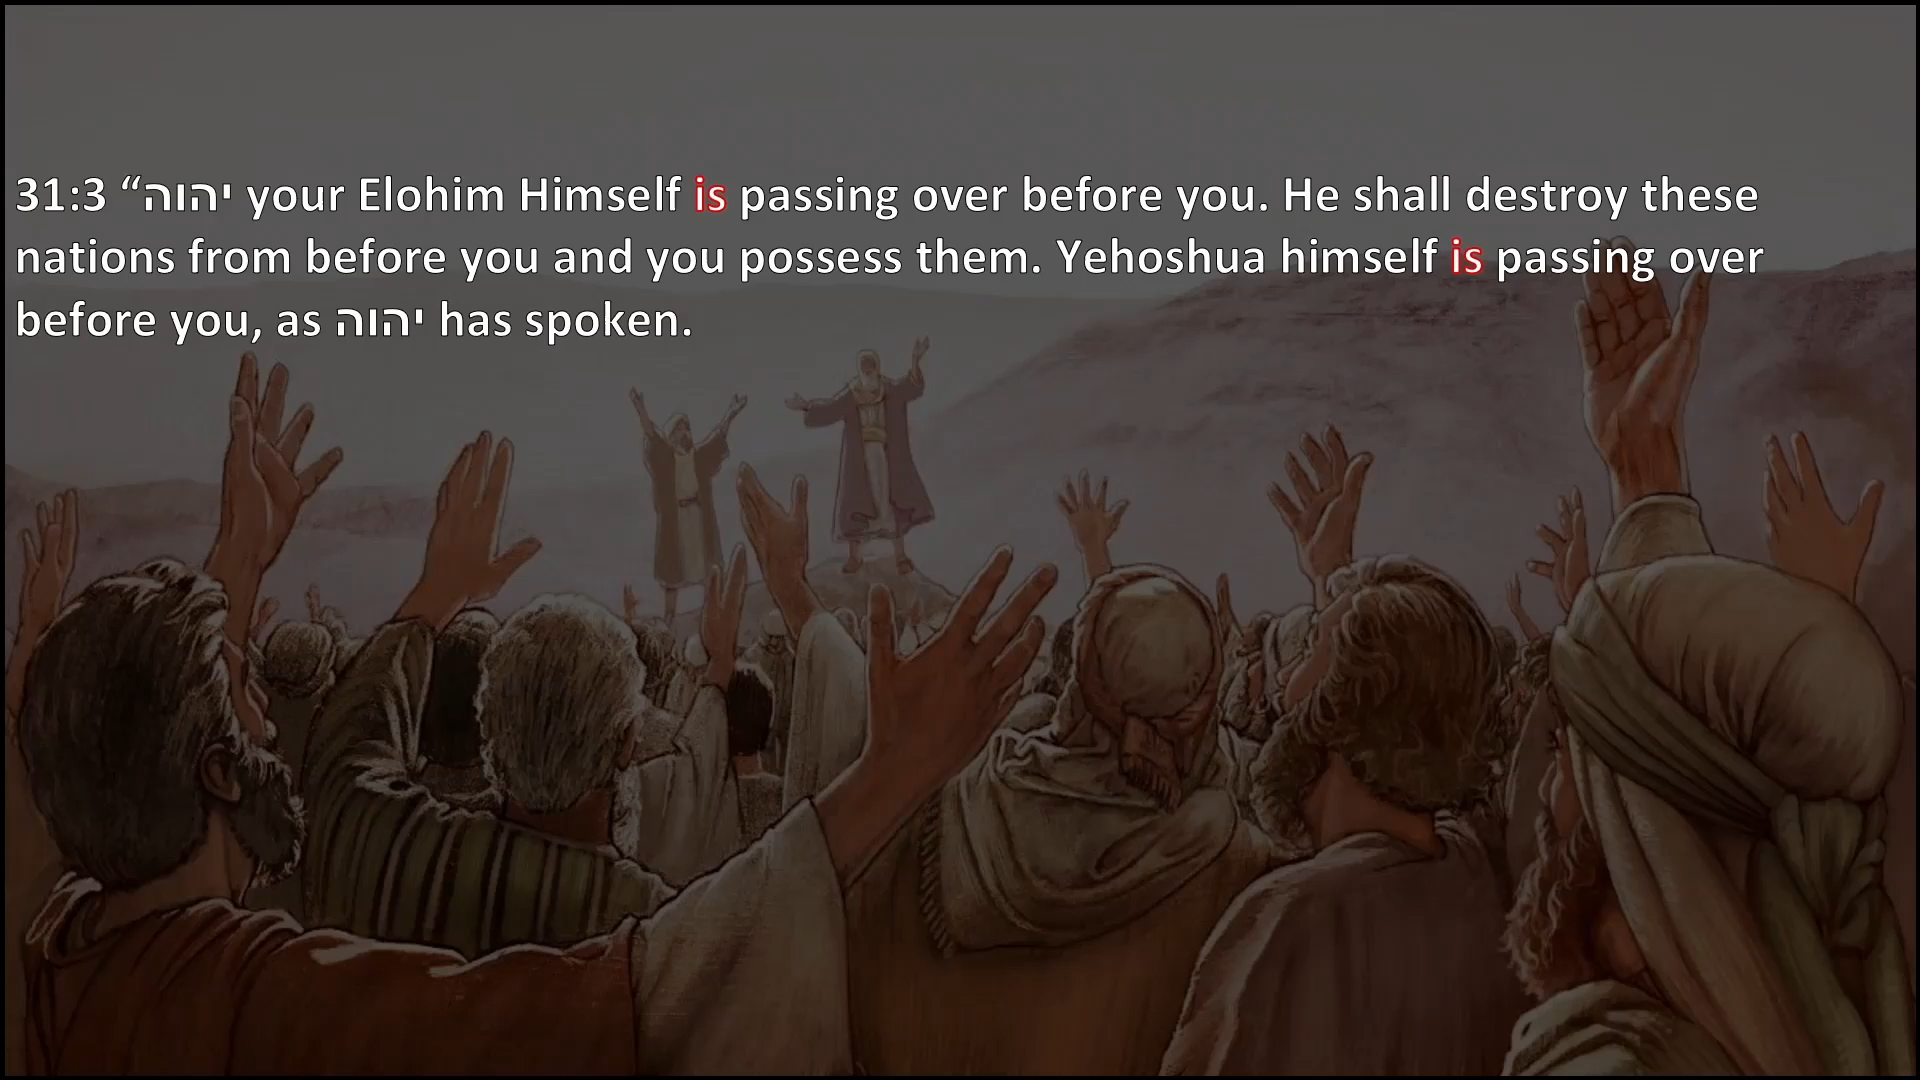 31:3 “יהוה your Elohim Himself is passing over before you. He shall destroy these
nations from before you and you possess them. Yehoshua himself is passing over
before you, as יהוה has spoken.